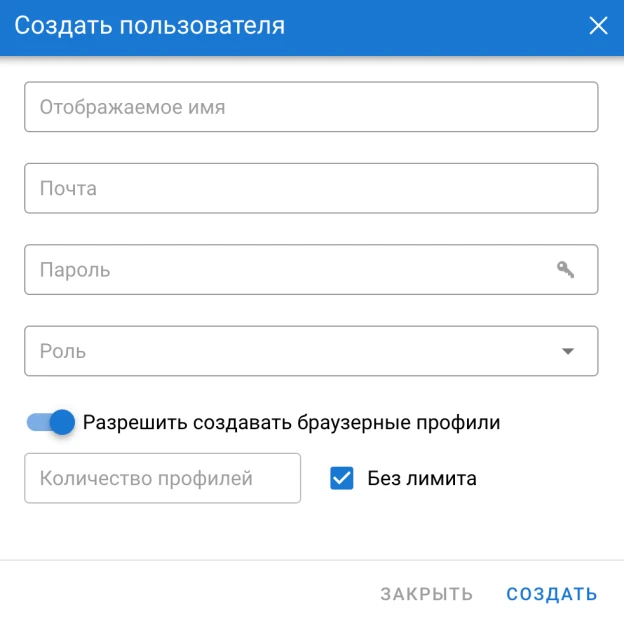 Создать пользователя
Отображаемое имя
Почта
Пароль
Роль
Разрешить создавать браузерные профили
Количество профилей
Без лимита
ЗАКРЫТЬ
СОЗДАТЬ